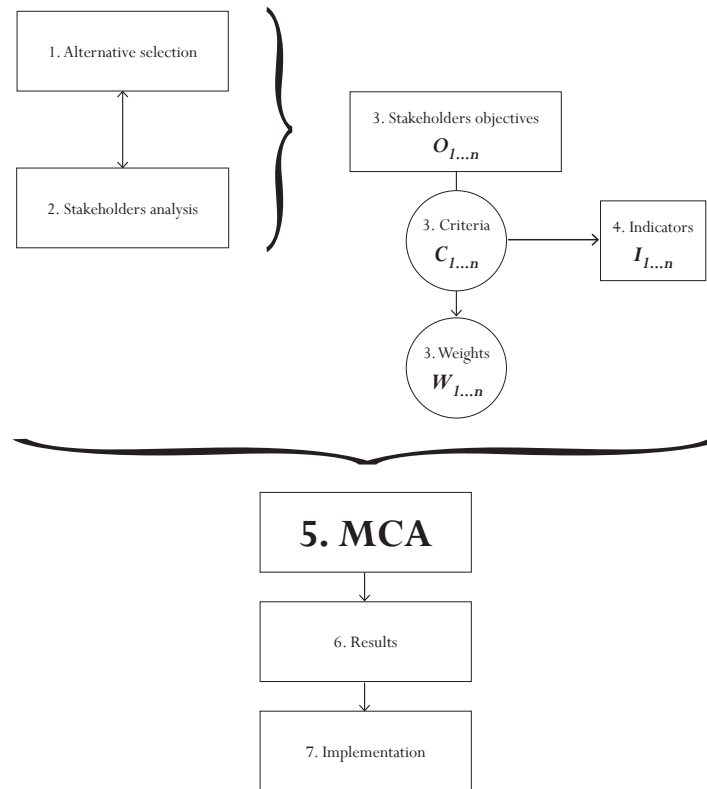 1. Alternative selection
2. Stakeholders analysis
3. Stakeholders objectives
O1...n
3. Criteria
C1...n
4. Indicators
I1...n
3. Weights
W1...n
5. MCA
6. Results
7. Implementation